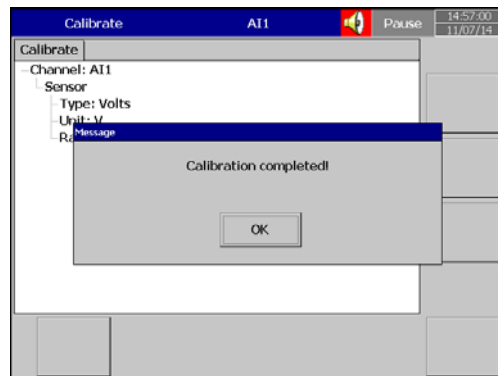 Calibrate AI1 Pause 14:57:00
11/07/14
Calibrate
Channel: AI1
Sensor
Type: Volts
Unit: V
Message
Calibration completed!
OK